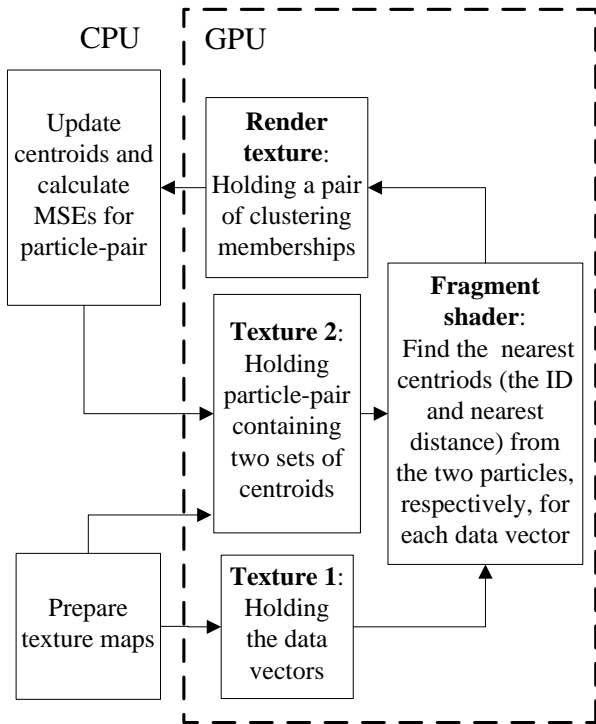 CPU
GPU
Update
centroids and
calculate
MSEs for
particle-pair
Render
texture:
Holding a pair
of clustering
memberships
Fragment
shader:
Find the nearest
centriods (the ID
and nearest
distance) from
the two particles,
respectively, for
each data vector
Texture 2:
Holding
particle-pair
containing
two sets of
centroids
Prepare
texture maps
Texture 1:
Holding
the data
vectors